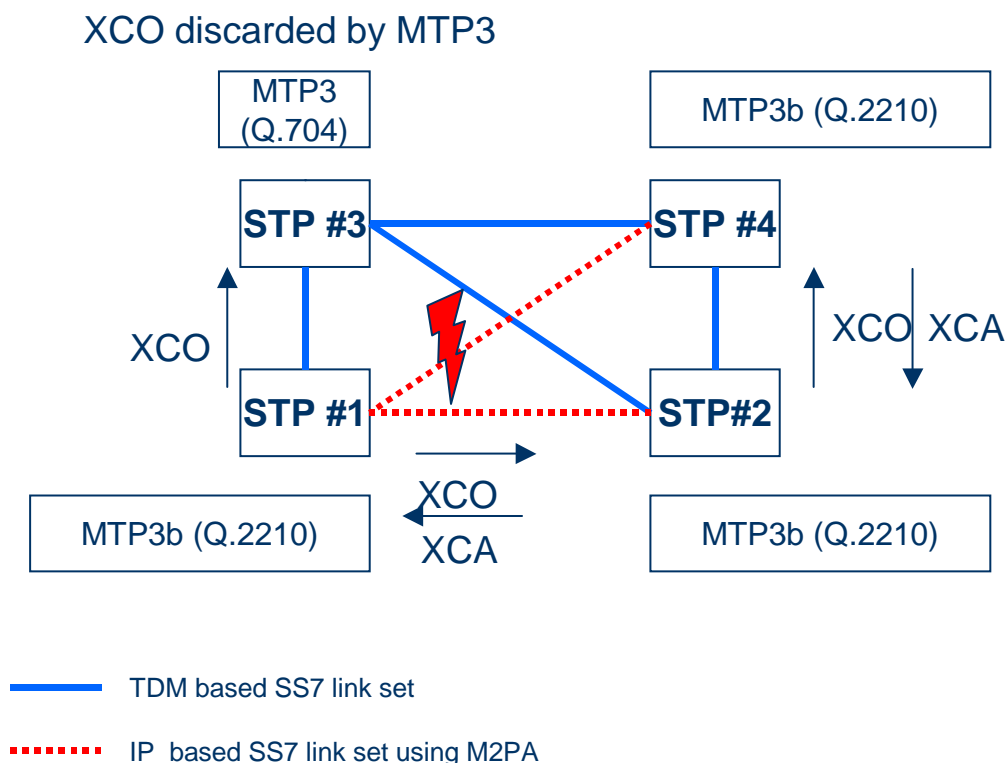 XCO discarded by MTP3
MTP3
(Q.704)
MTP3b (Q.2210)
STP #3
STP #4
XCO
XCO
XCA
STP #1
STP#2
XCO
XCA
MTP3b (Q.2210)
MTP3b (Q.2210)
TDM based SS7 link set
IP based SS7 link set using M2PA